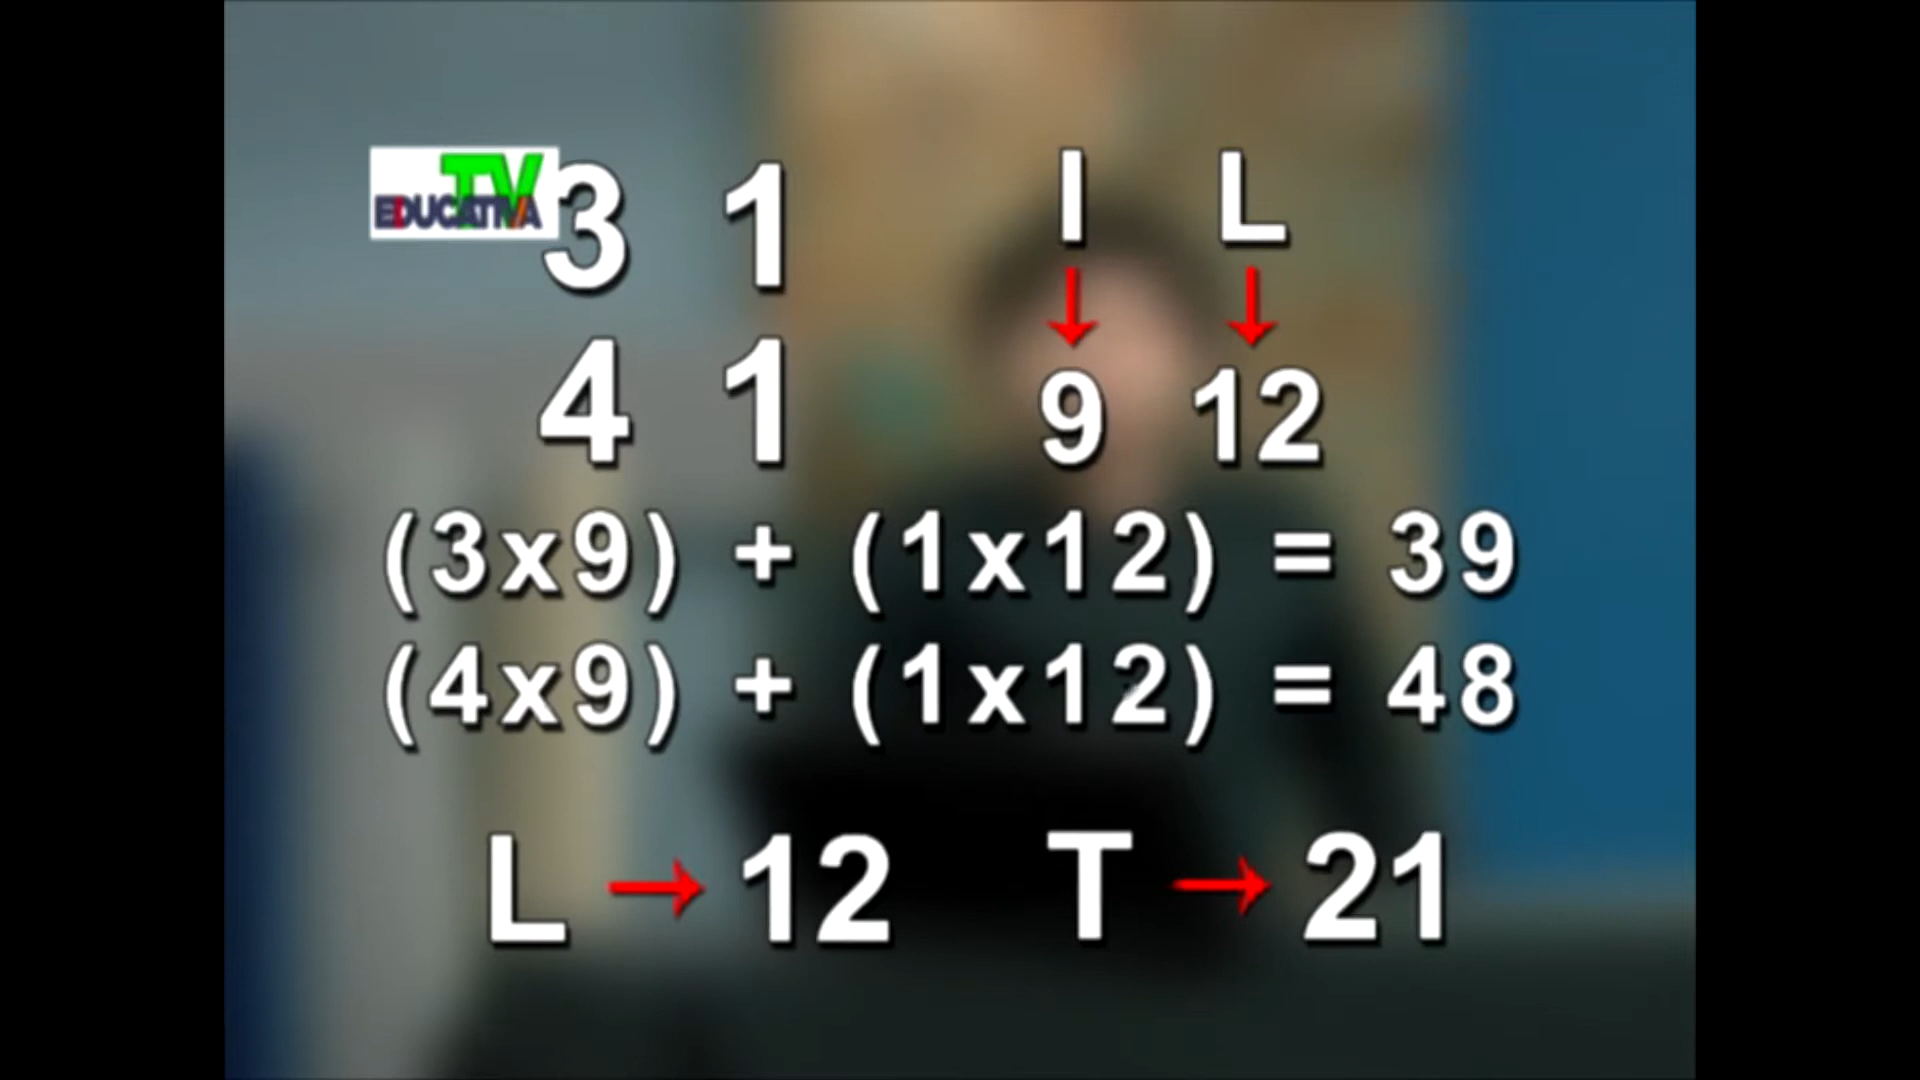 TV
EDUCATIVA
3 1 I L
4 1 9 12
(3x9) + (1x12) = 39
(4x9) + (1x12) = 48
L → 12 T → 21